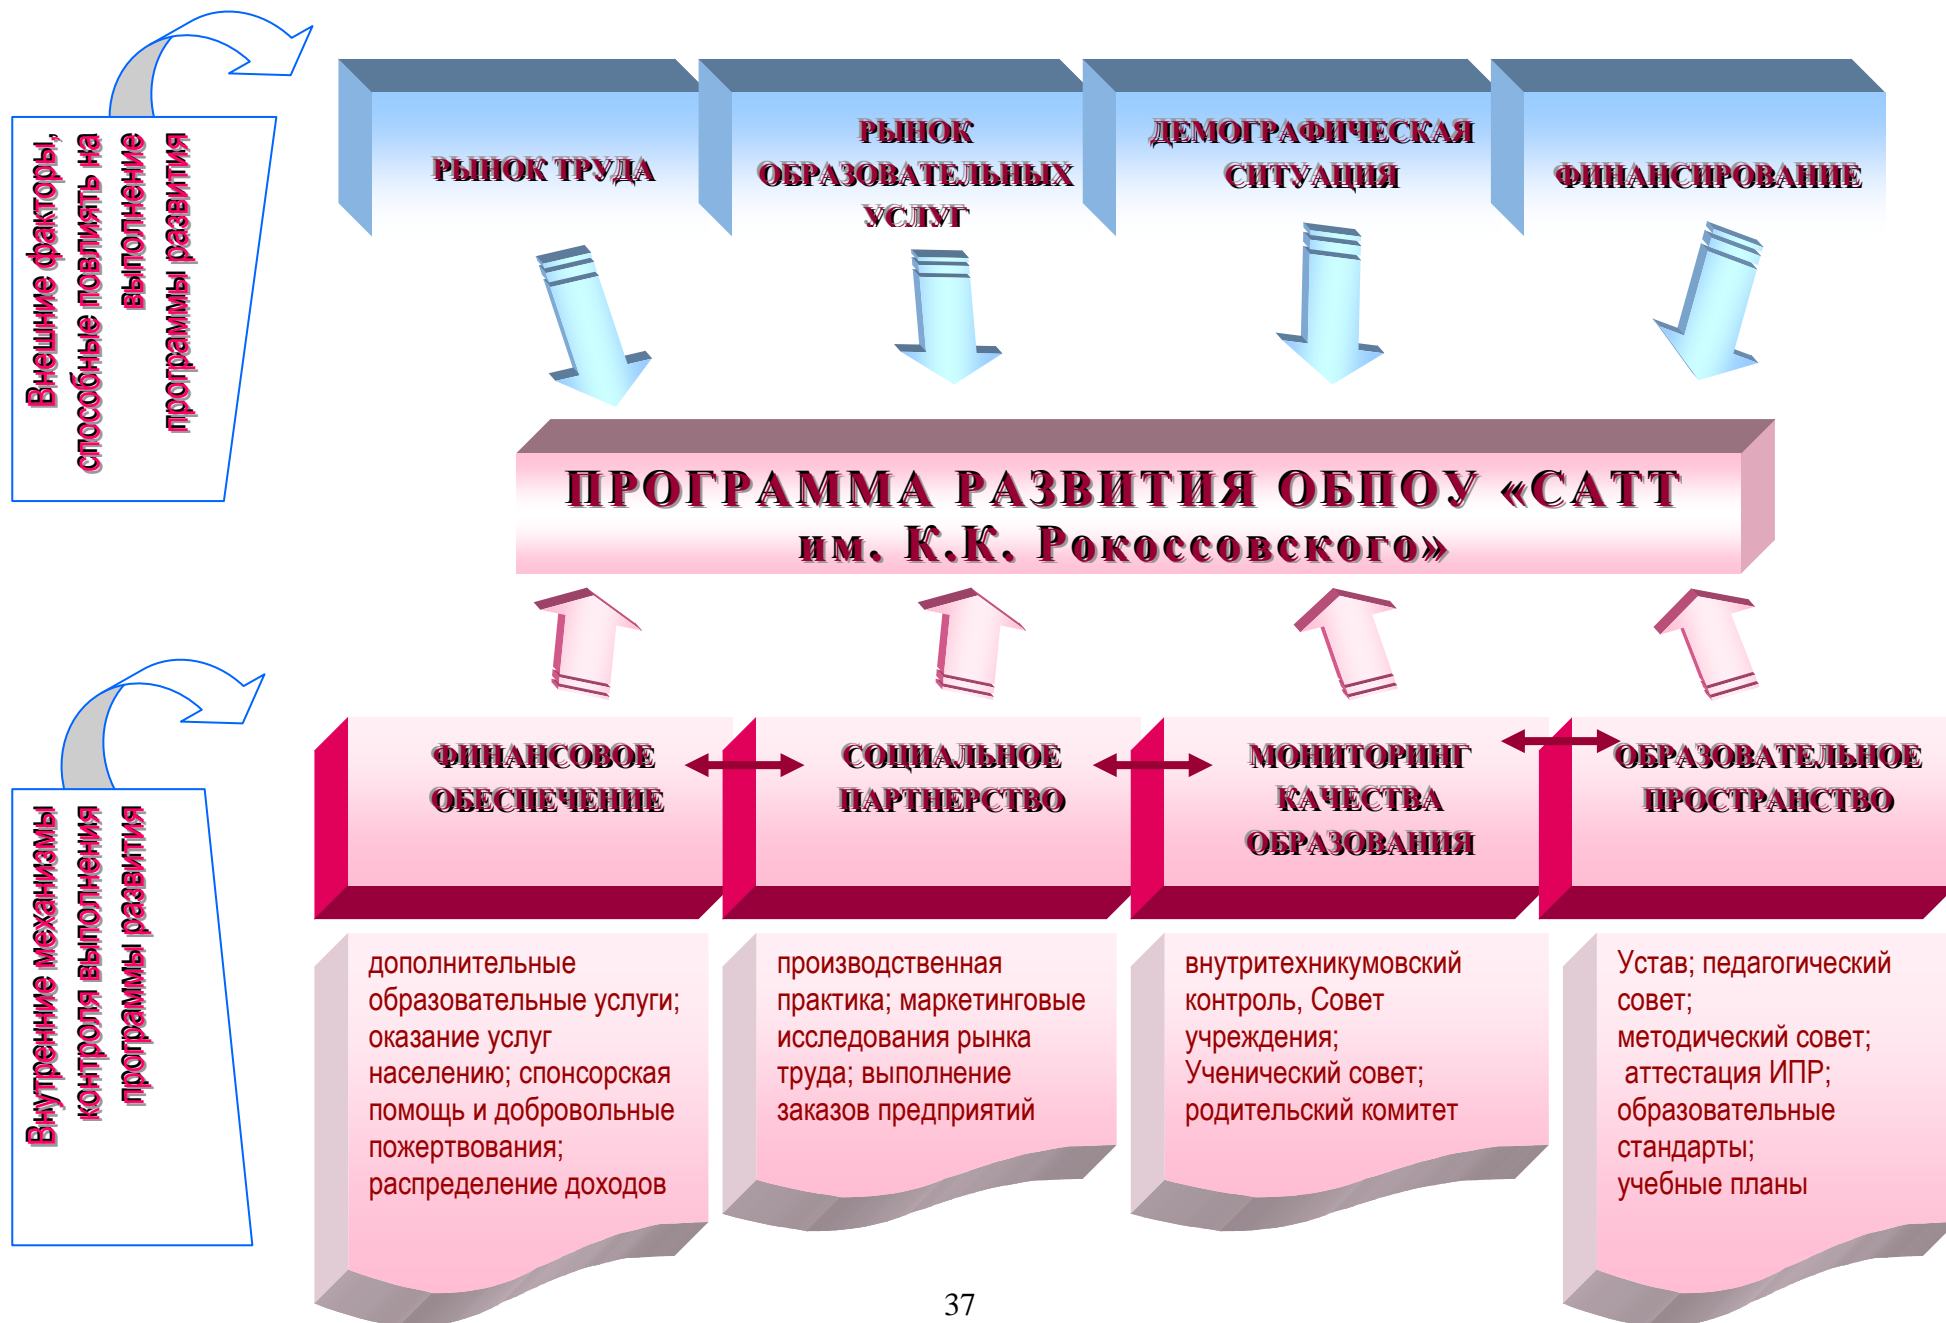 Внешние факторы,
способные повлиять на
выполнение
программы развития
РЫНОК ТРУДА
РЫНОК
ОБРАЗОВАТЕЛЬНЫХ
УСЛУГ
ДЕМОГРАФИЧЕСКАЯ
СИТУАЦИЯ
ФИНАНСИРОВАНИЕ
ПРОГРАММА РАЗВИТИЯ ОБПОУ «САТТ
им. К.К. Рокоссовского»
Внутренние механизмы
контроля выполнения
программы развития
ФИНАНСОВОЕ
ОБЕСПЕЧЕНИЕ
СОЦИАЛЬНОЕ
ПАРТНЕРСТВО
МОНИТОРИНГ
КАЧЕСТВА
ОБРАЗОВАНИЯ
ОБРАЗОВАТЕЛЬНОЕ
ПРОСТРАНСТВО
дополнительные
образовательные услуги;
оказание услуг
населению; спонсорская
помощь и добровольные
пожертвования;
распределение доходов
производственная
практика; маркетинговые
исследования рынка
труда; выполнение
заказов предприятий
внутритехникумовский
контроль, Совет
учреждения;
Ученический совет;
родительский комитет
Устав; педагогический
совет;
методический совет;
аттестация ИПР;
образовательные
стандарты;
учебные планы
37